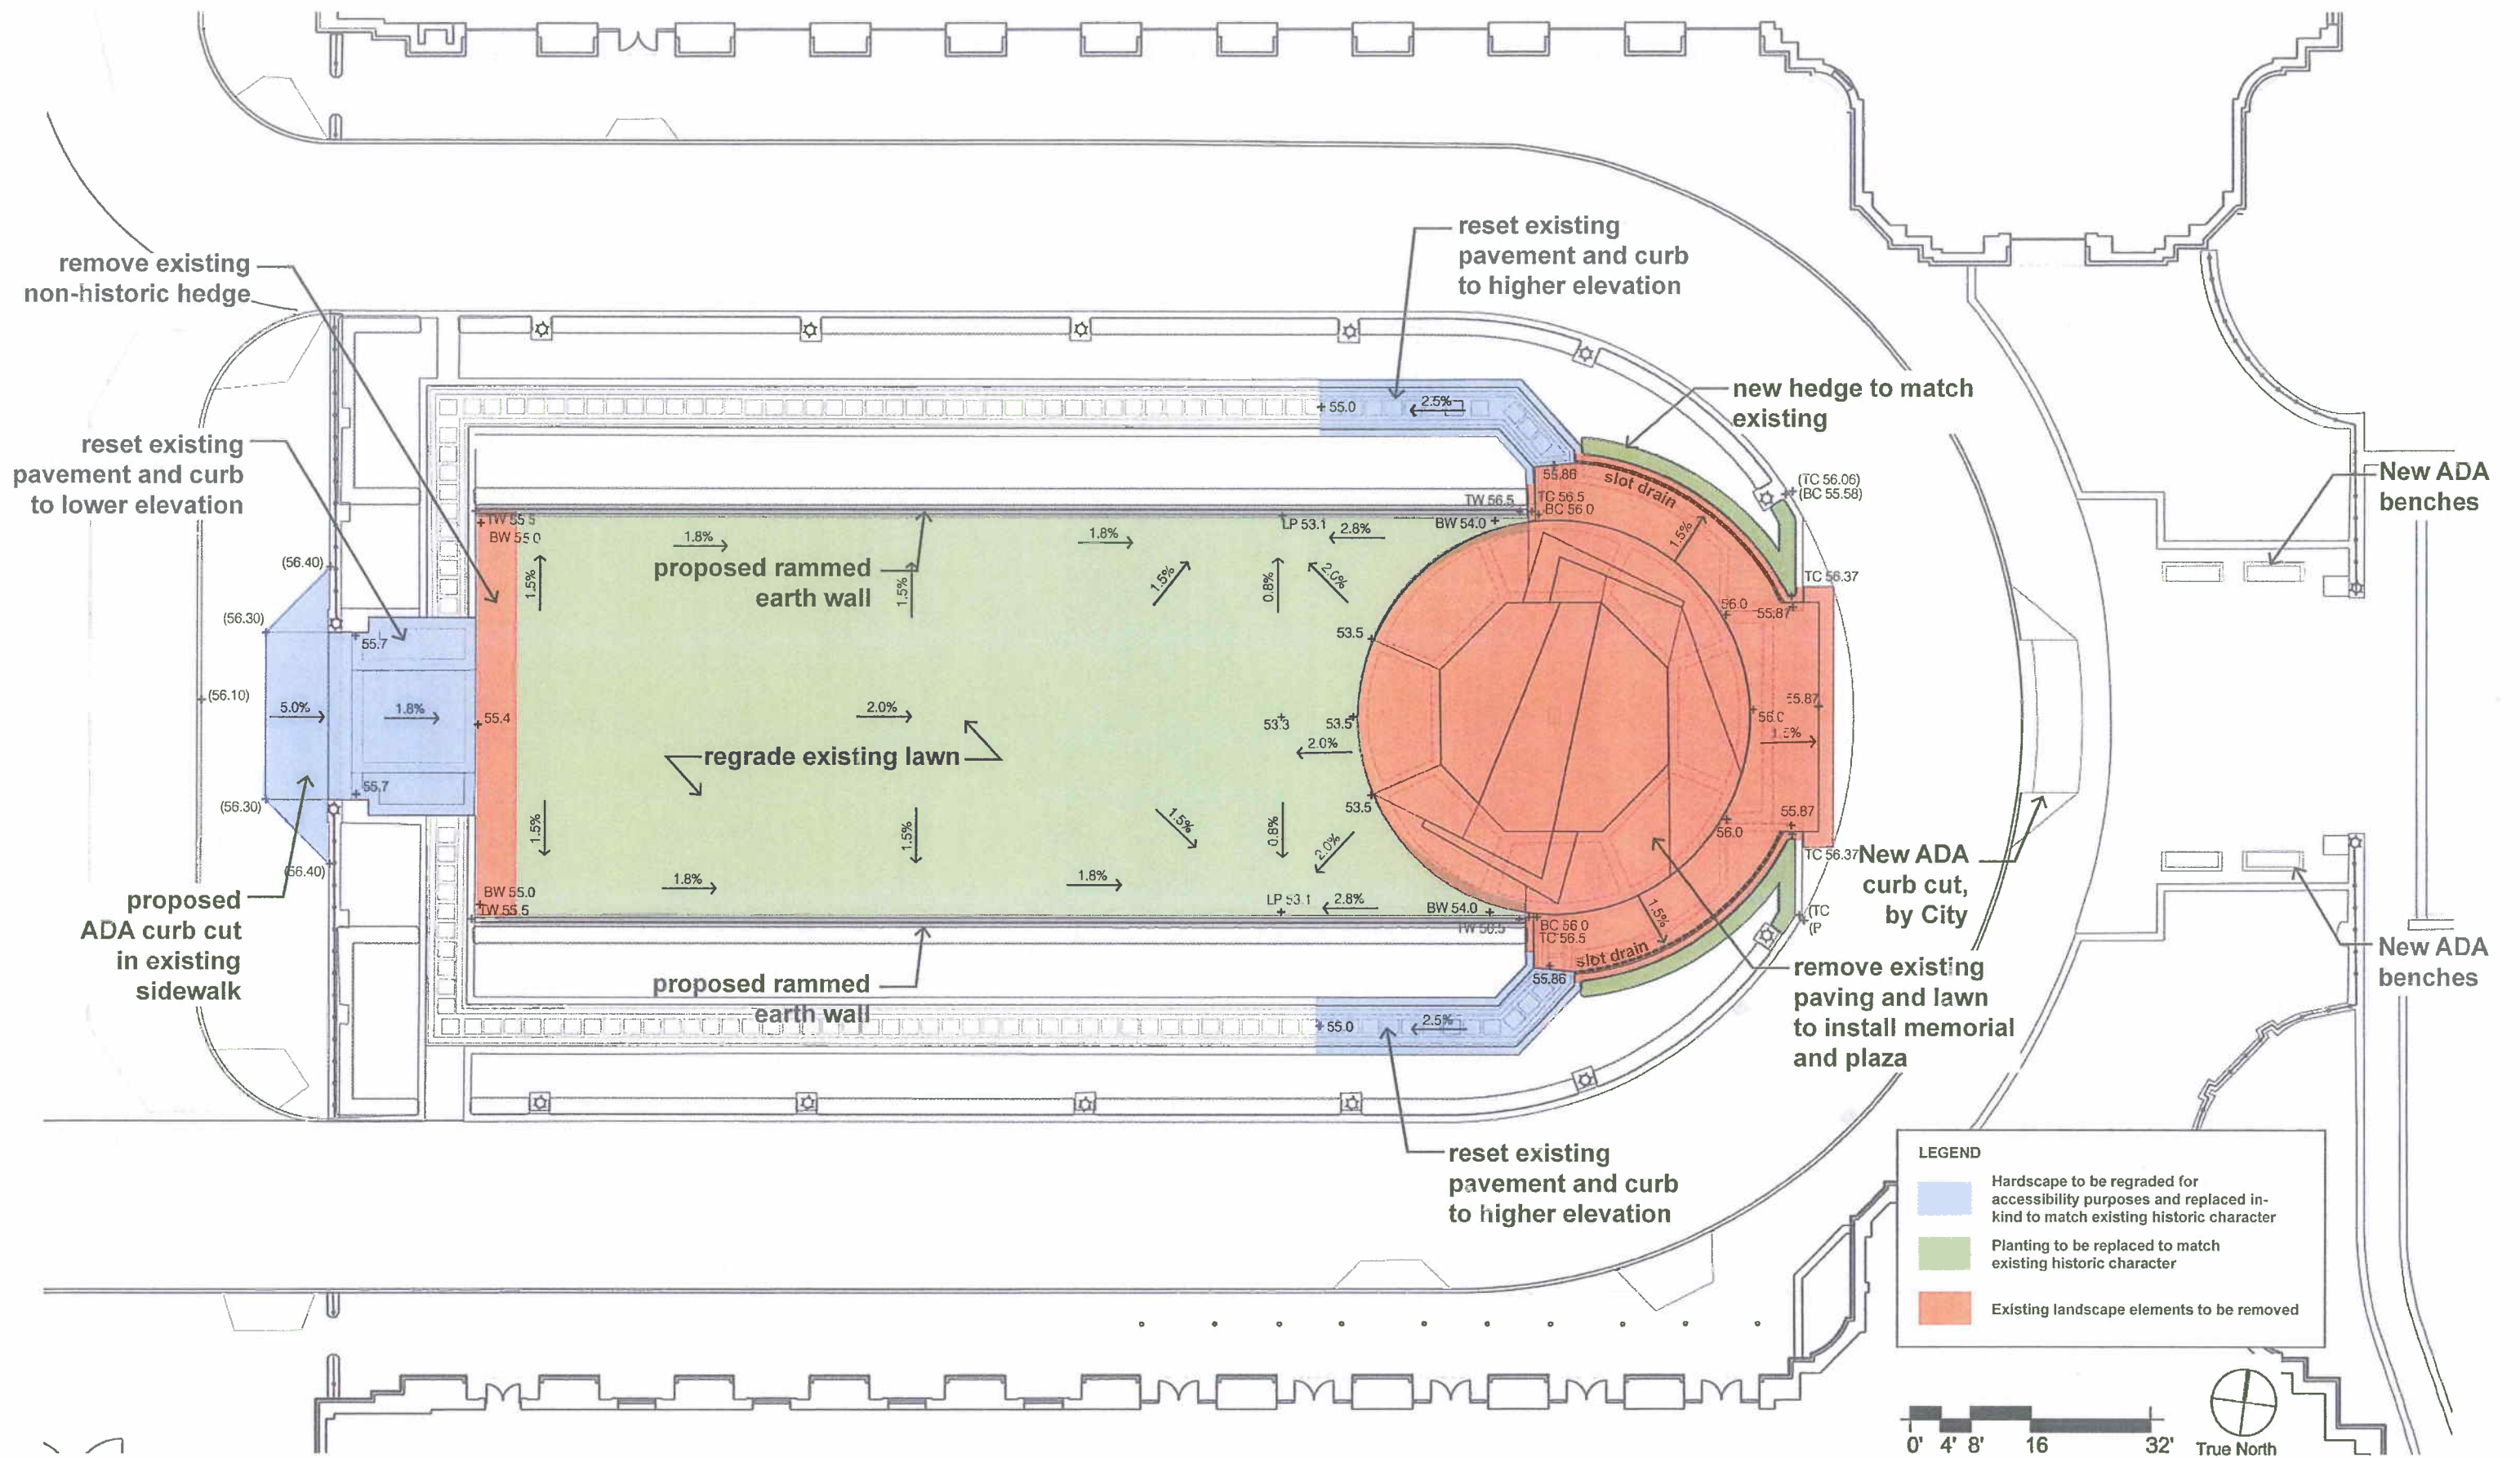 reset existing
pavement and curb
to higher elevation
remove existing
non-historic hedge
new hedge to match
existing
2.5%
55.0
reset existing
pavement and curb
to lower elevation
New ADA
benches
55.86
slot drain
(TC 56.06)
(BC 55.58)
TW 56.5
TC 56.5
BC 56.0
TW 55.5
BW 55.0
LP 53.1
2.8%
BW 54.0
1.8%
1.8%
1.5%
(56.40)
proposed rammed
earth wall
1.5%
1.5%
1.5%
0.8%
2.0%
TC 56.37
56.0
55.87
(56.30)
55.7
53.5
(56.10)
5.0%
1.8%
55.4
2.0%
53.3
53.5
55.87
56.0
1.5%
2.0%
regrade existing lawn
55.7
(56.30)
53.5
55.87
56.0
1.5%
1.5%
1.5%
0.8%
2.0%
TC 56.37
New ADA
curb cut,
by City
(56.40)
1.8%
1.8%
BW 55.0
TW 55.5
LP 53.1
2.8%
BW 54.0
TW 56.5
BC 56.0
TC 56.5
1.5%
(TC
(P
proposed
ADA curb cut
in existing
sidewalk
slot drain
55.86
New ADA
benches
proposed rammed
earth wall
remove existing
paving and lawn
to install memorial
and plaza
55.0
2.5%
reset existing
pavement and curb
to higher elevation
LEGEND
Hardscape to be regraded for
accessibility purposes and replaced in-
kind to match existing historic character
Planting to be replaced to match
existing historic character
Existing landscape elements to be removed
0' 4' 8' 16 32'
True North